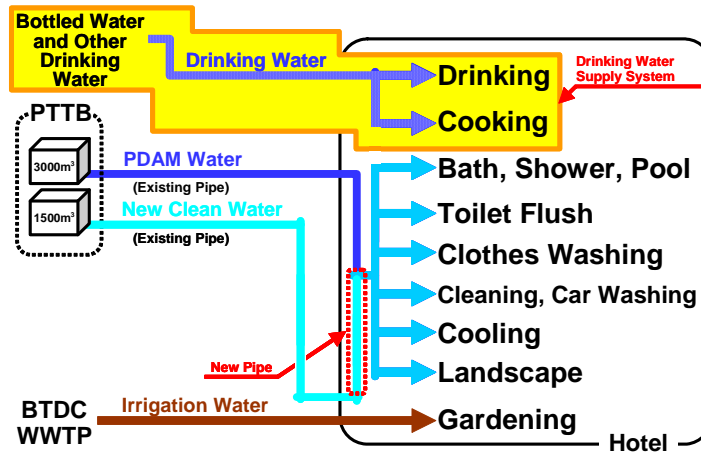 Bottled Water
and Other
Drinking
Water
Drinking Water
Drinking
Cooking
Drinking Water
Supply System
PTTB
3000m³
1500m³
PDAM Water
(Existing Pipe)
New Clean Water
(Existing Pipe)
Bath, Shower, Pool
Toilet Flush
Clothes Washing
Cleaning, Car Washing
Cooling
Landscape
New Pipe
BTDC
WWTP
Irrigation Water
Gardening
Hotel